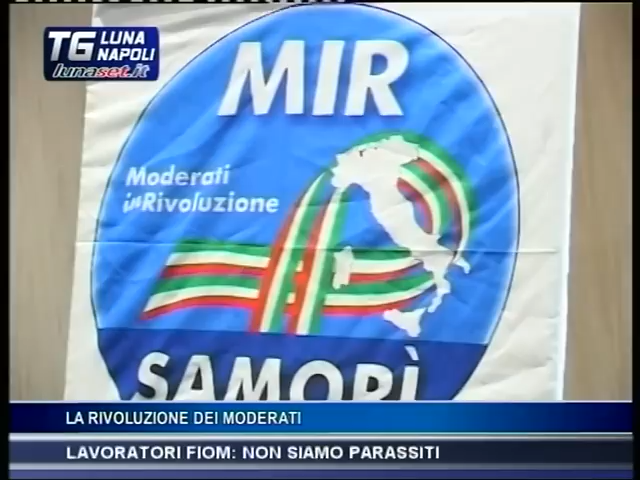 TG LUNA
NAPOLI
lunaset.it
MIR
Moderati
in Rivoluzione
SAMORÌ
LA RIVOLUZIONE DEI MODERATI
LAVORATORI FIOM: NON SIAMO PARASSITI